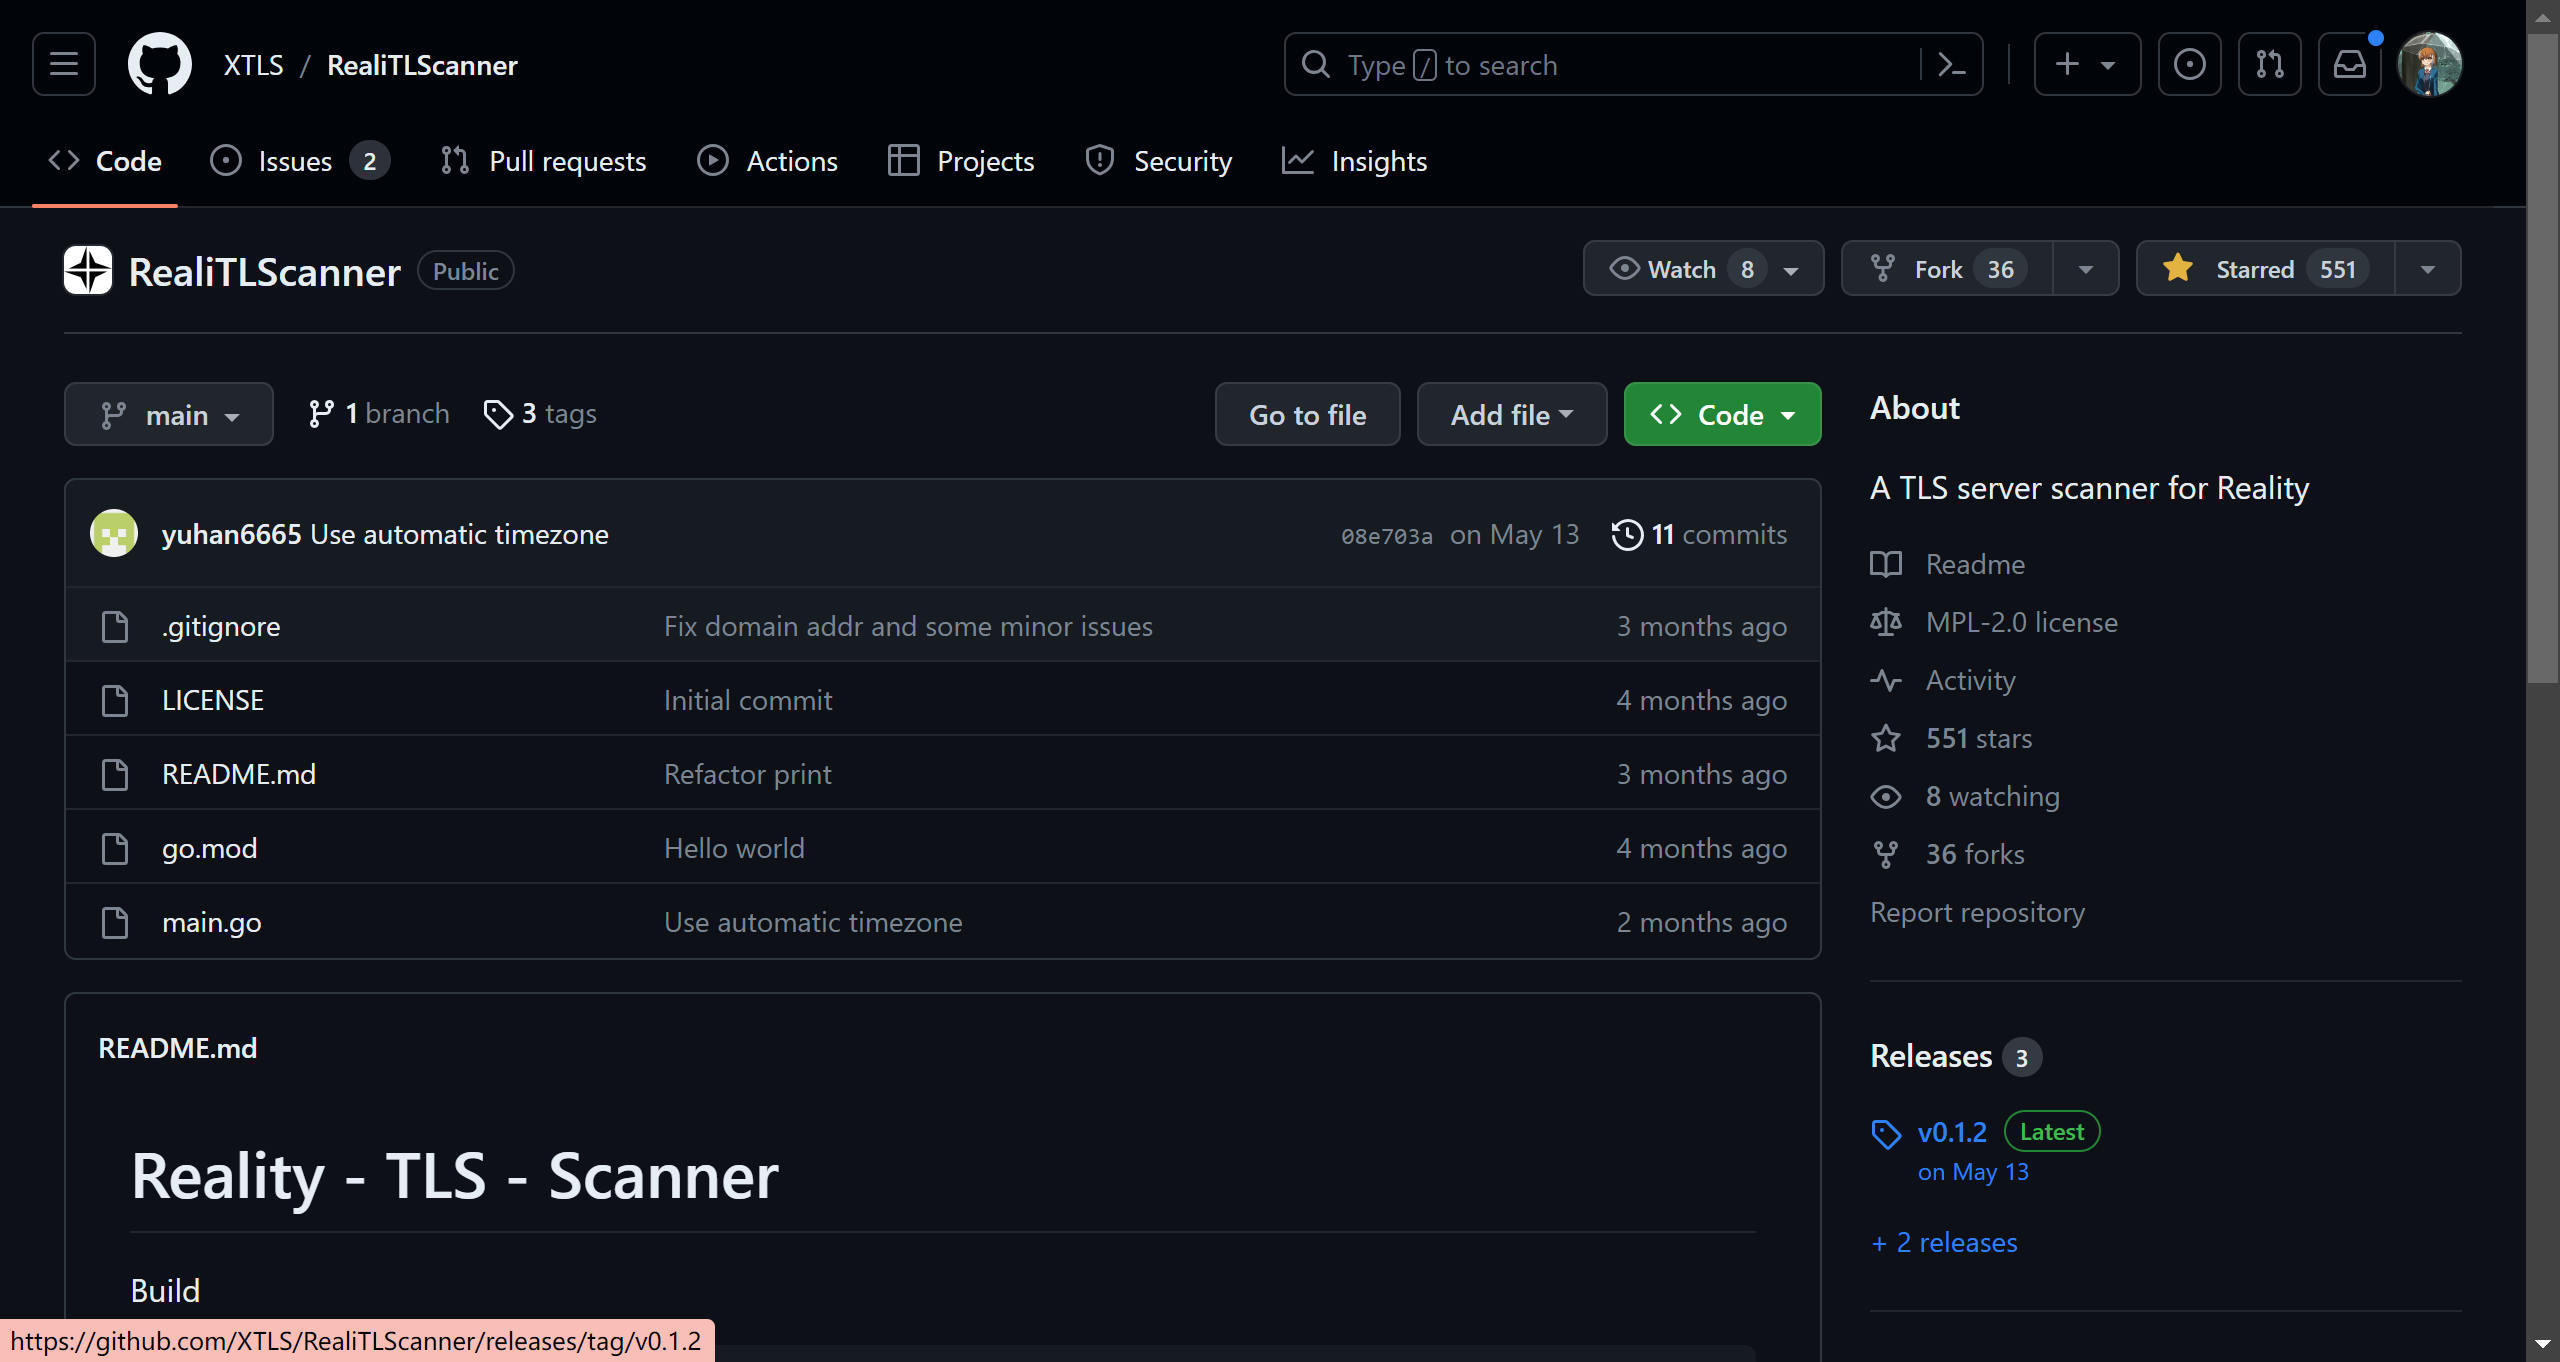 XTLS / RealiTLScanner
Type / to search
Code
Issues 2
Pull requests
Actions
Projects
Security
Insights
RealiTLScanner Public
Watch 8
Fork 36
Starred 551
main
1 branch
3 tags
Go to file
Add file
Code
yuhan6665 Use automatic timezone 08e703a on May 13 11 commits
.gitignore Fix domain addr and some minor issues 3 months ago
LICENSE Initial commit 4 months ago
README.md Refactor print 3 months ago
go.mod Hello world 4 months ago
main.go Use automatic timezone 2 months ago
README.md
Reality - TLS - Scanner
Build
About
A TLS server scanner for Reality
Readme
MPL-2.0 license
Activity
551 stars
8 watching
36 forks
Report repository
Releases 3
v0.1.2 Latest
on May 13
+ 2 releases
https://github.com/XTLS/RealiTLScanner/releases/tag/v0.1.2